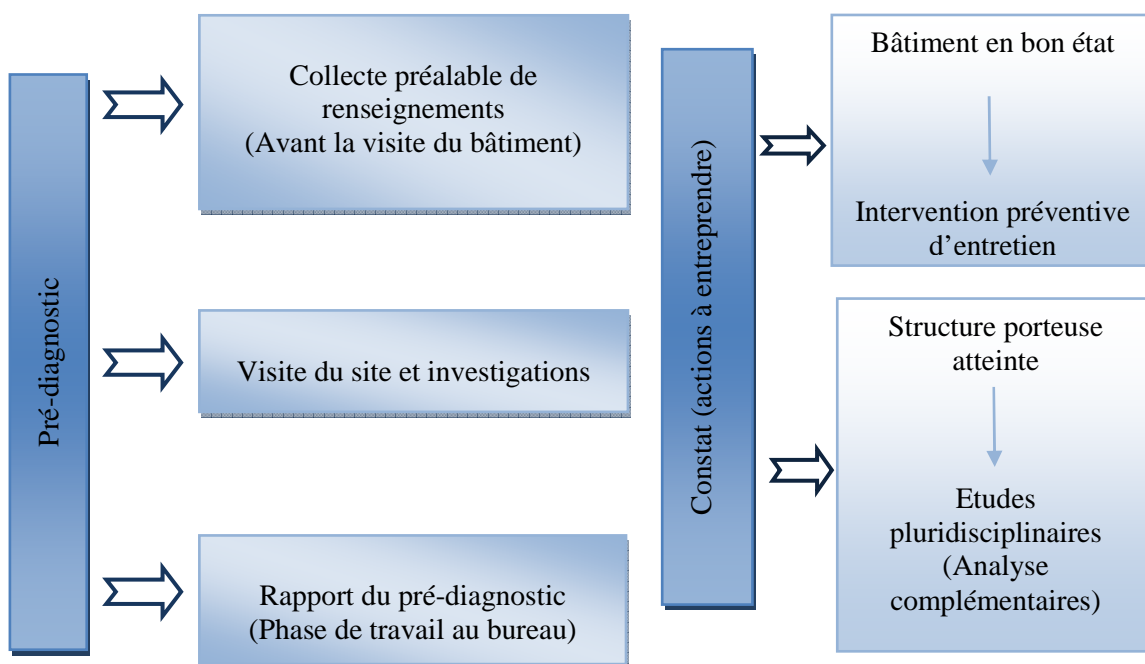 Pré-diagnostic
Collecte préalable de
renseignements
(Avant la visite du bâtiment)
Visite du site et investigations
Rapport du pré-diagnostic
(Phase de travail au bureau)
Constat (actions à entreprendre)
Bâtiment en bon état
Intervention préventive
d’entretien
Structure porteuse
atteinte
Etudes
pluridisciplinaires
(Analyse
complémentaires)